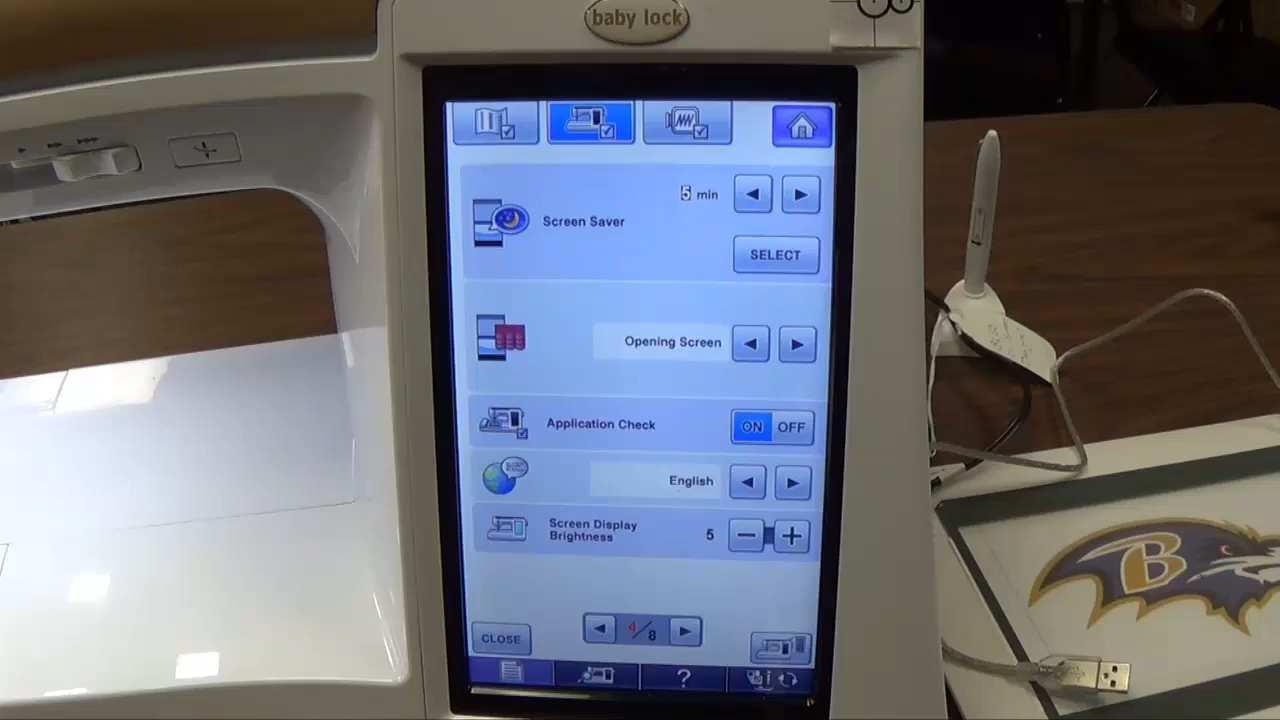 baby lock
5 min
Screen Saver
SELECT
Opening Screen
Application Check
ON OFF
English
Screen Display
Brightness
5
− +
4/8
CLOSE
?
B